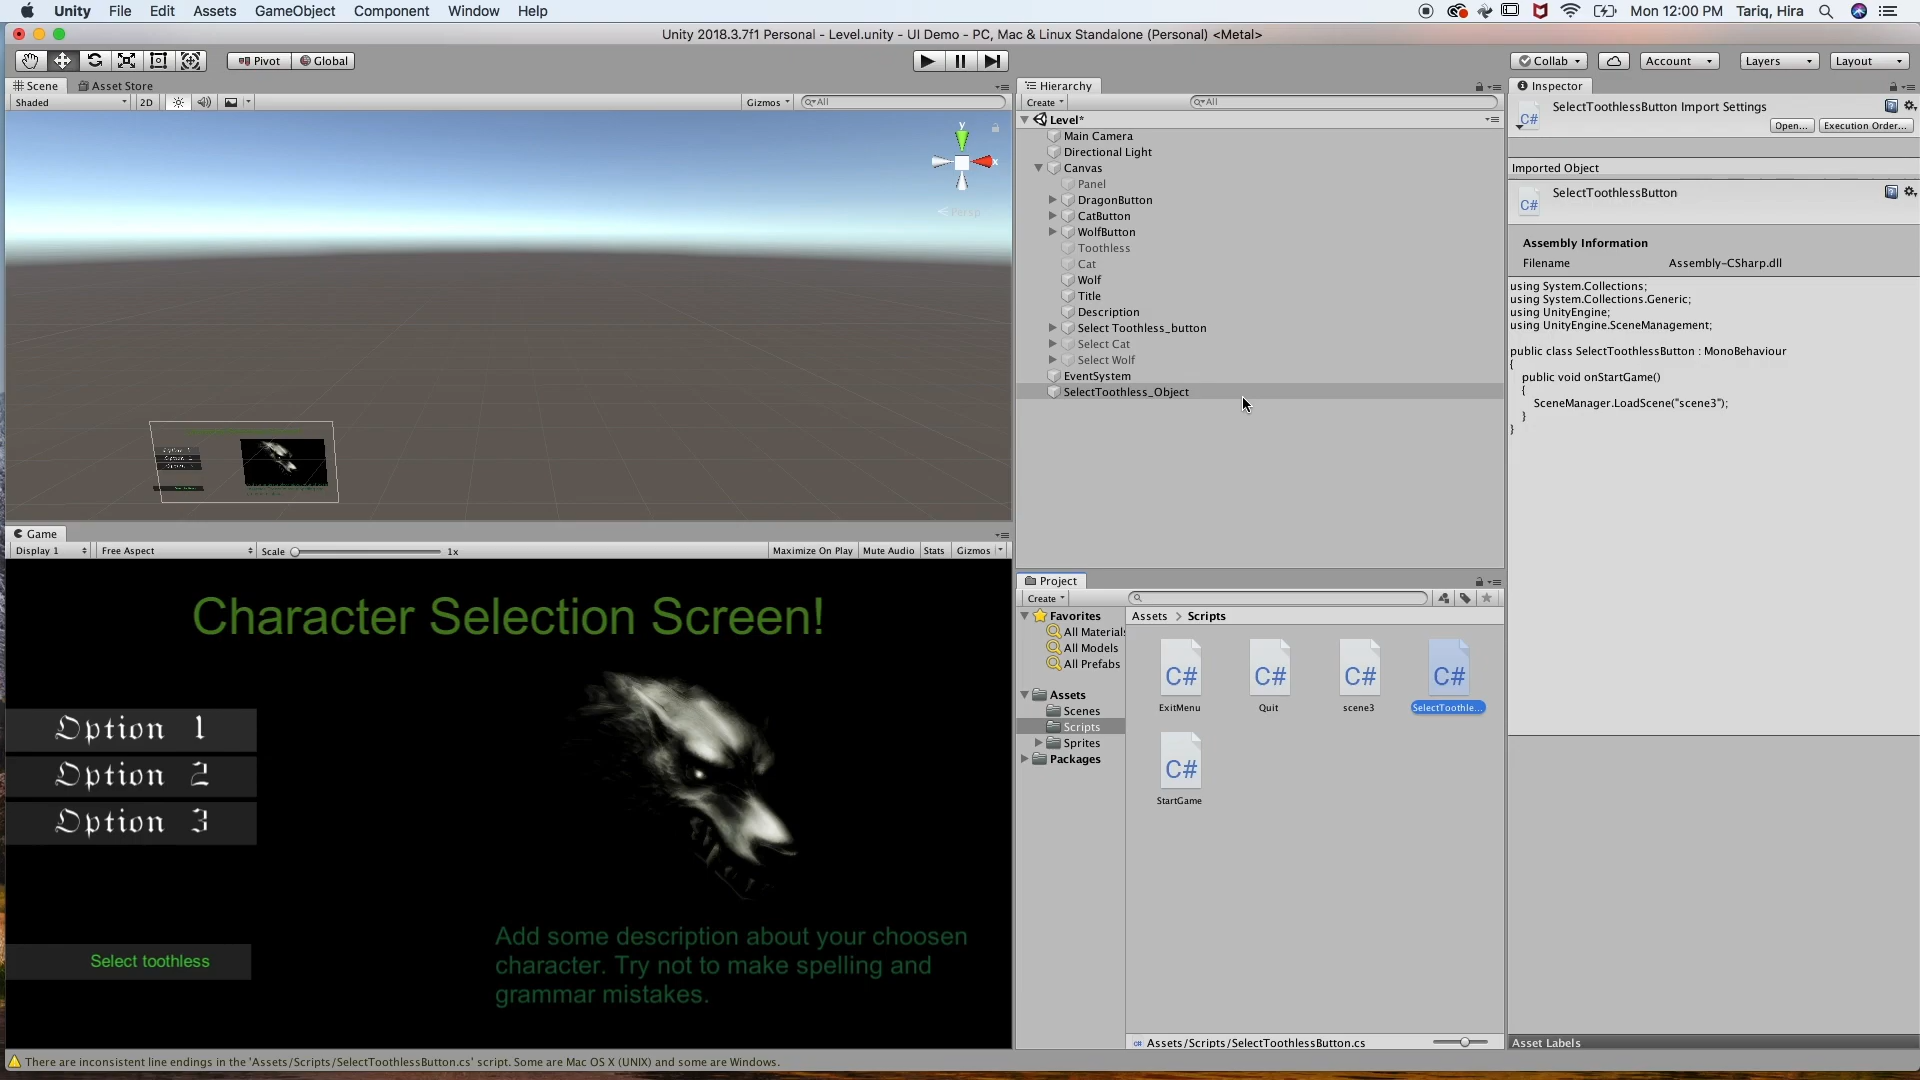 Unity File Edit Assets GameObject Component Window Help
Mon 12:00 PM Tariq, Hira
Unity 2018.3.7f1 Personal - Level.unity - UI Demo - PC, Mac & Linux Standalone (Personal) <Metal>
Pivot Global
Collab Account Layers Layout
Scene Asset Store
Shaded 2D Gizmos All
y
x
Persp
Hierarchy
Create All
Level*
Main Camera
Directional Light
Canvas
Panel
DragonButton
CatButton
WolfButton
Toothless
Cat
Wolf
Title
Description
Select Toothless_button
Select Cat
Select Wolf
EventSystem
SelectToothless_Object
Inspector
SelectToothlessButton Import Settings
C#
Open... Execution Order...
Imported Object
SelectToothlessButton
C#
Assembly Information
Filename Assembly-CSharp.dll
using System.Collections;
using System.Collections.Generic;
using UnityEngine;
using UnityEngine.SceneManagement;
public class SelectToothlessButton : MonoBehaviour
{
public void onStartGame()
{
SceneManager.LoadScene("scene3");
}
}
Game
Display 1 Free Aspect Scale 1x Maximize On Play Mute Audio Stats Gizmos
Character Selection Screen!
Option 1
Option 2
Option 3
Select toothless
Add some description about your choosen
character. Try not to make spelling and
grammar mistakes.
Project
Create
Favorites
All Materials
All Models
All Prefabs
Assets
Scenes
Scripts
Sprites
Packages
Assets > Scripts
C# C# C# C#
ExitMenu Quit scene3 SelectToothle...
C#
StartGame
Assets/Scripts/SelectToothlessButton.cs
Asset Labels
There are inconsistent line endings in the 'Assets/Scripts/SelectToothlessButton.cs' script. Some are Mac OS X (UNIX) and some are Windows.